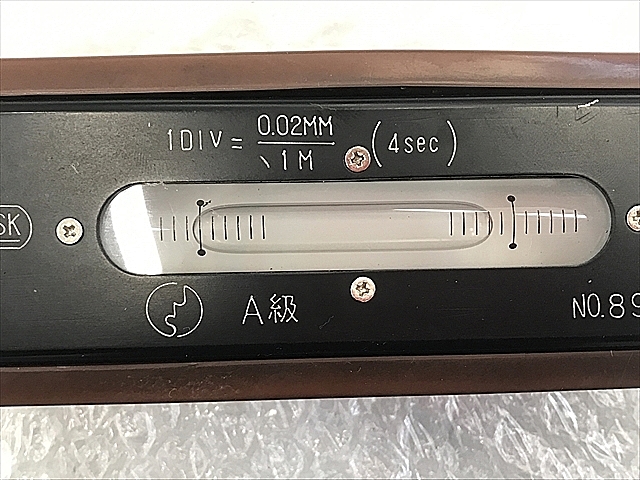 1DIV= 0.02MM/1M (4sec)
SK
A級
NO.89